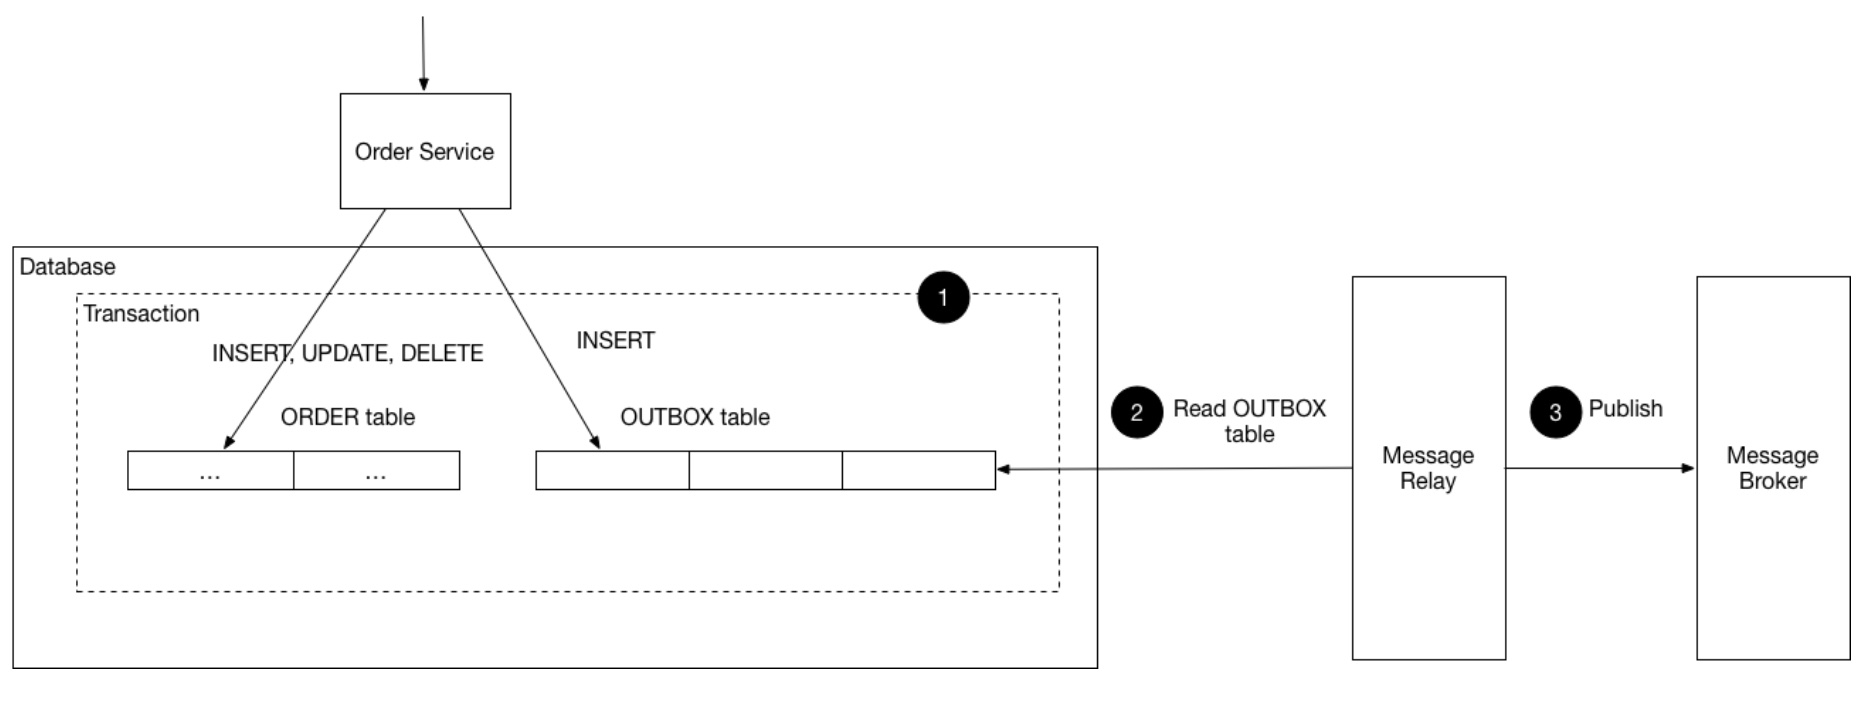 Order Service
Database
Transaction
1
INSERT, UPDATE, DELETE
INSERT
ORDER table
OUTBOX table
...
...
2
Read OUTBOX
table
3
Publish
Message
Relay
Message
Broker